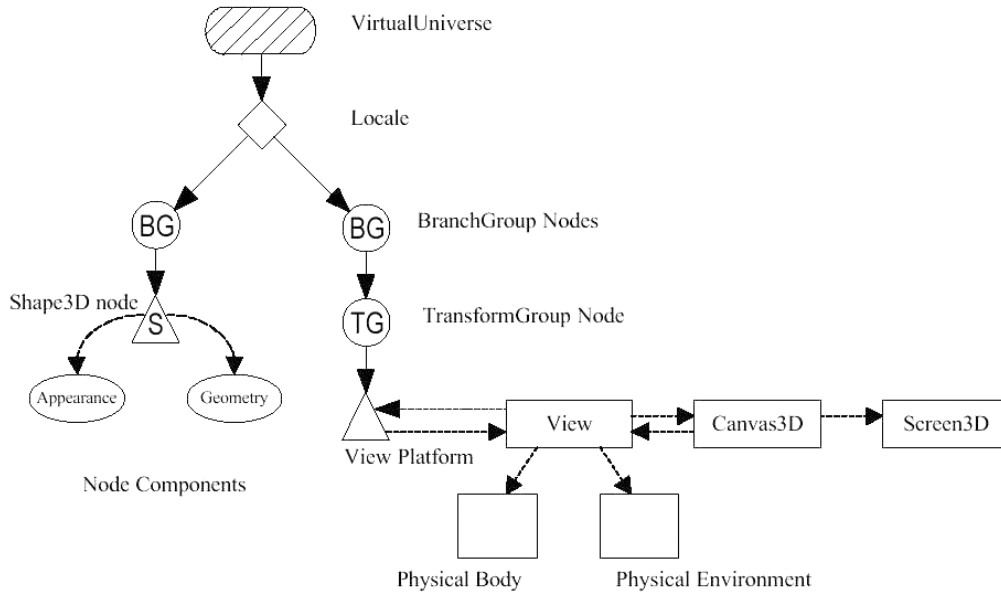 VirtualUniverse
Locale
BG
BG
BranchGroup Nodes
Shape3D node
S
TG
TransformGroup Node
Appearance
Geometry
View
Canvas3D
Screen3D
View Platform
Node Components
Physical Body
Physical Environment